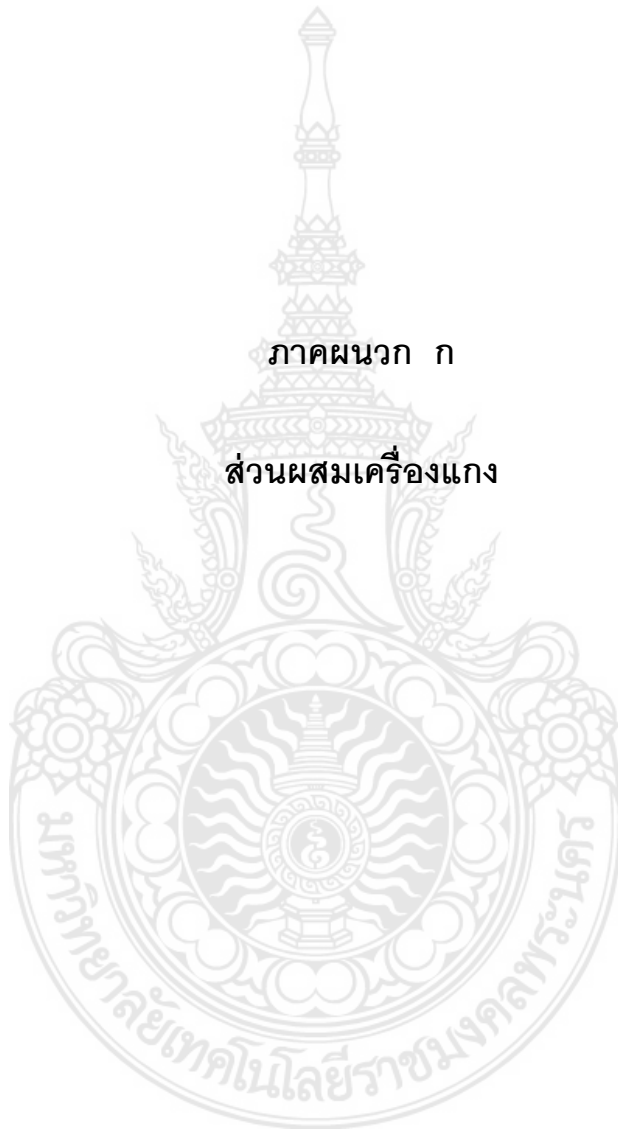 ภาคผนวก ก
ส่วนผสมเครื่องแกง
มหาวิทยาลัยเทคโนโลยีราชมงคลพระนคร